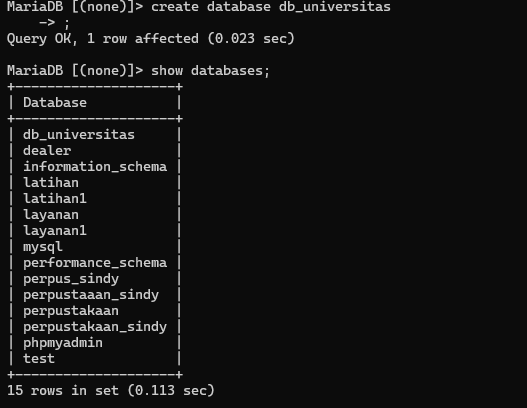 MariaDB [(none)]> create database db_universitas
    -> ;
Query OK, 1 row affected (0.023 sec)

MariaDB [(none)]> show databases;
+--------------------+
| Database           |
+--------------------+
| db_universitas     |
| dealer             |
| information_schema |
| latihan            |
| latihan1           |
| layanan            |
| layanan1           |
| mysql              |
| performance_schema |
| perpus_sindy       |
| perpustaaan_sindy  |
| perpustakaan       |
| perpustakaan_sindy |
| phpmyadmin         |
| test               |
+--------------------+
15 rows in set (0.113 sec)